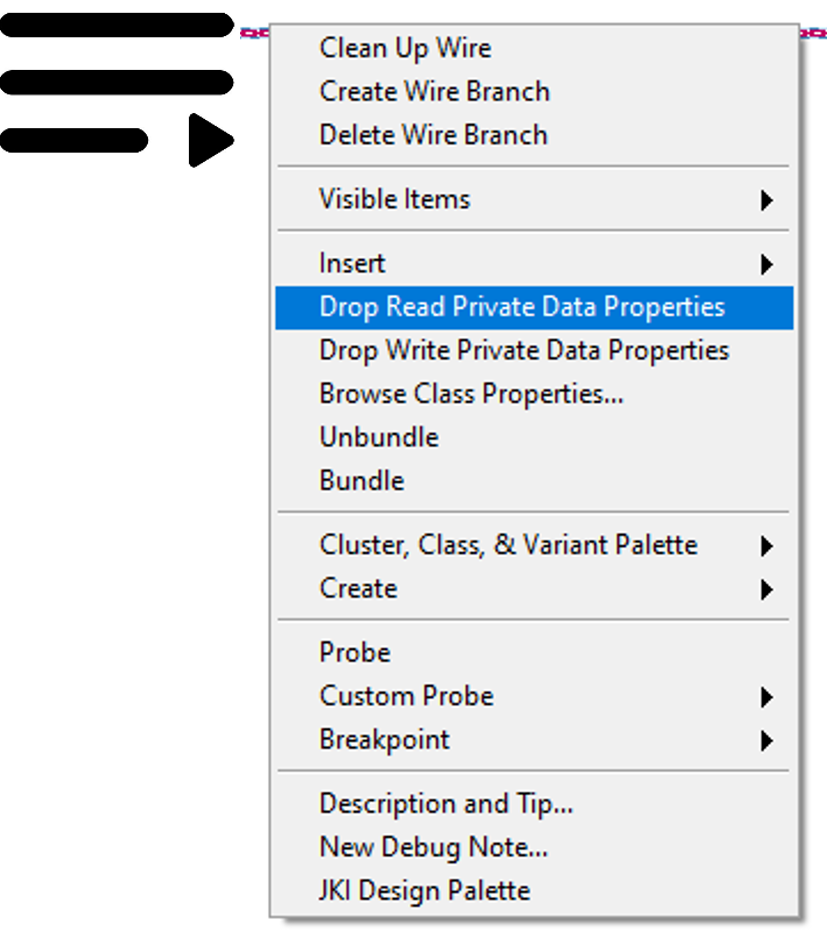 Clean Up Wire
Create Wire Branch
Delete Wire Branch
Visible Items
Insert
Drop Read Private Data Properties
Drop Write Private Data Properties
Browse Class Properties...
Unbundle
Bundle
Cluster, Class, & Variant Palette
Create
Probe
Custom Probe
Breakpoint
Description and Tip...
New Debug Note...
JKI Design Palette